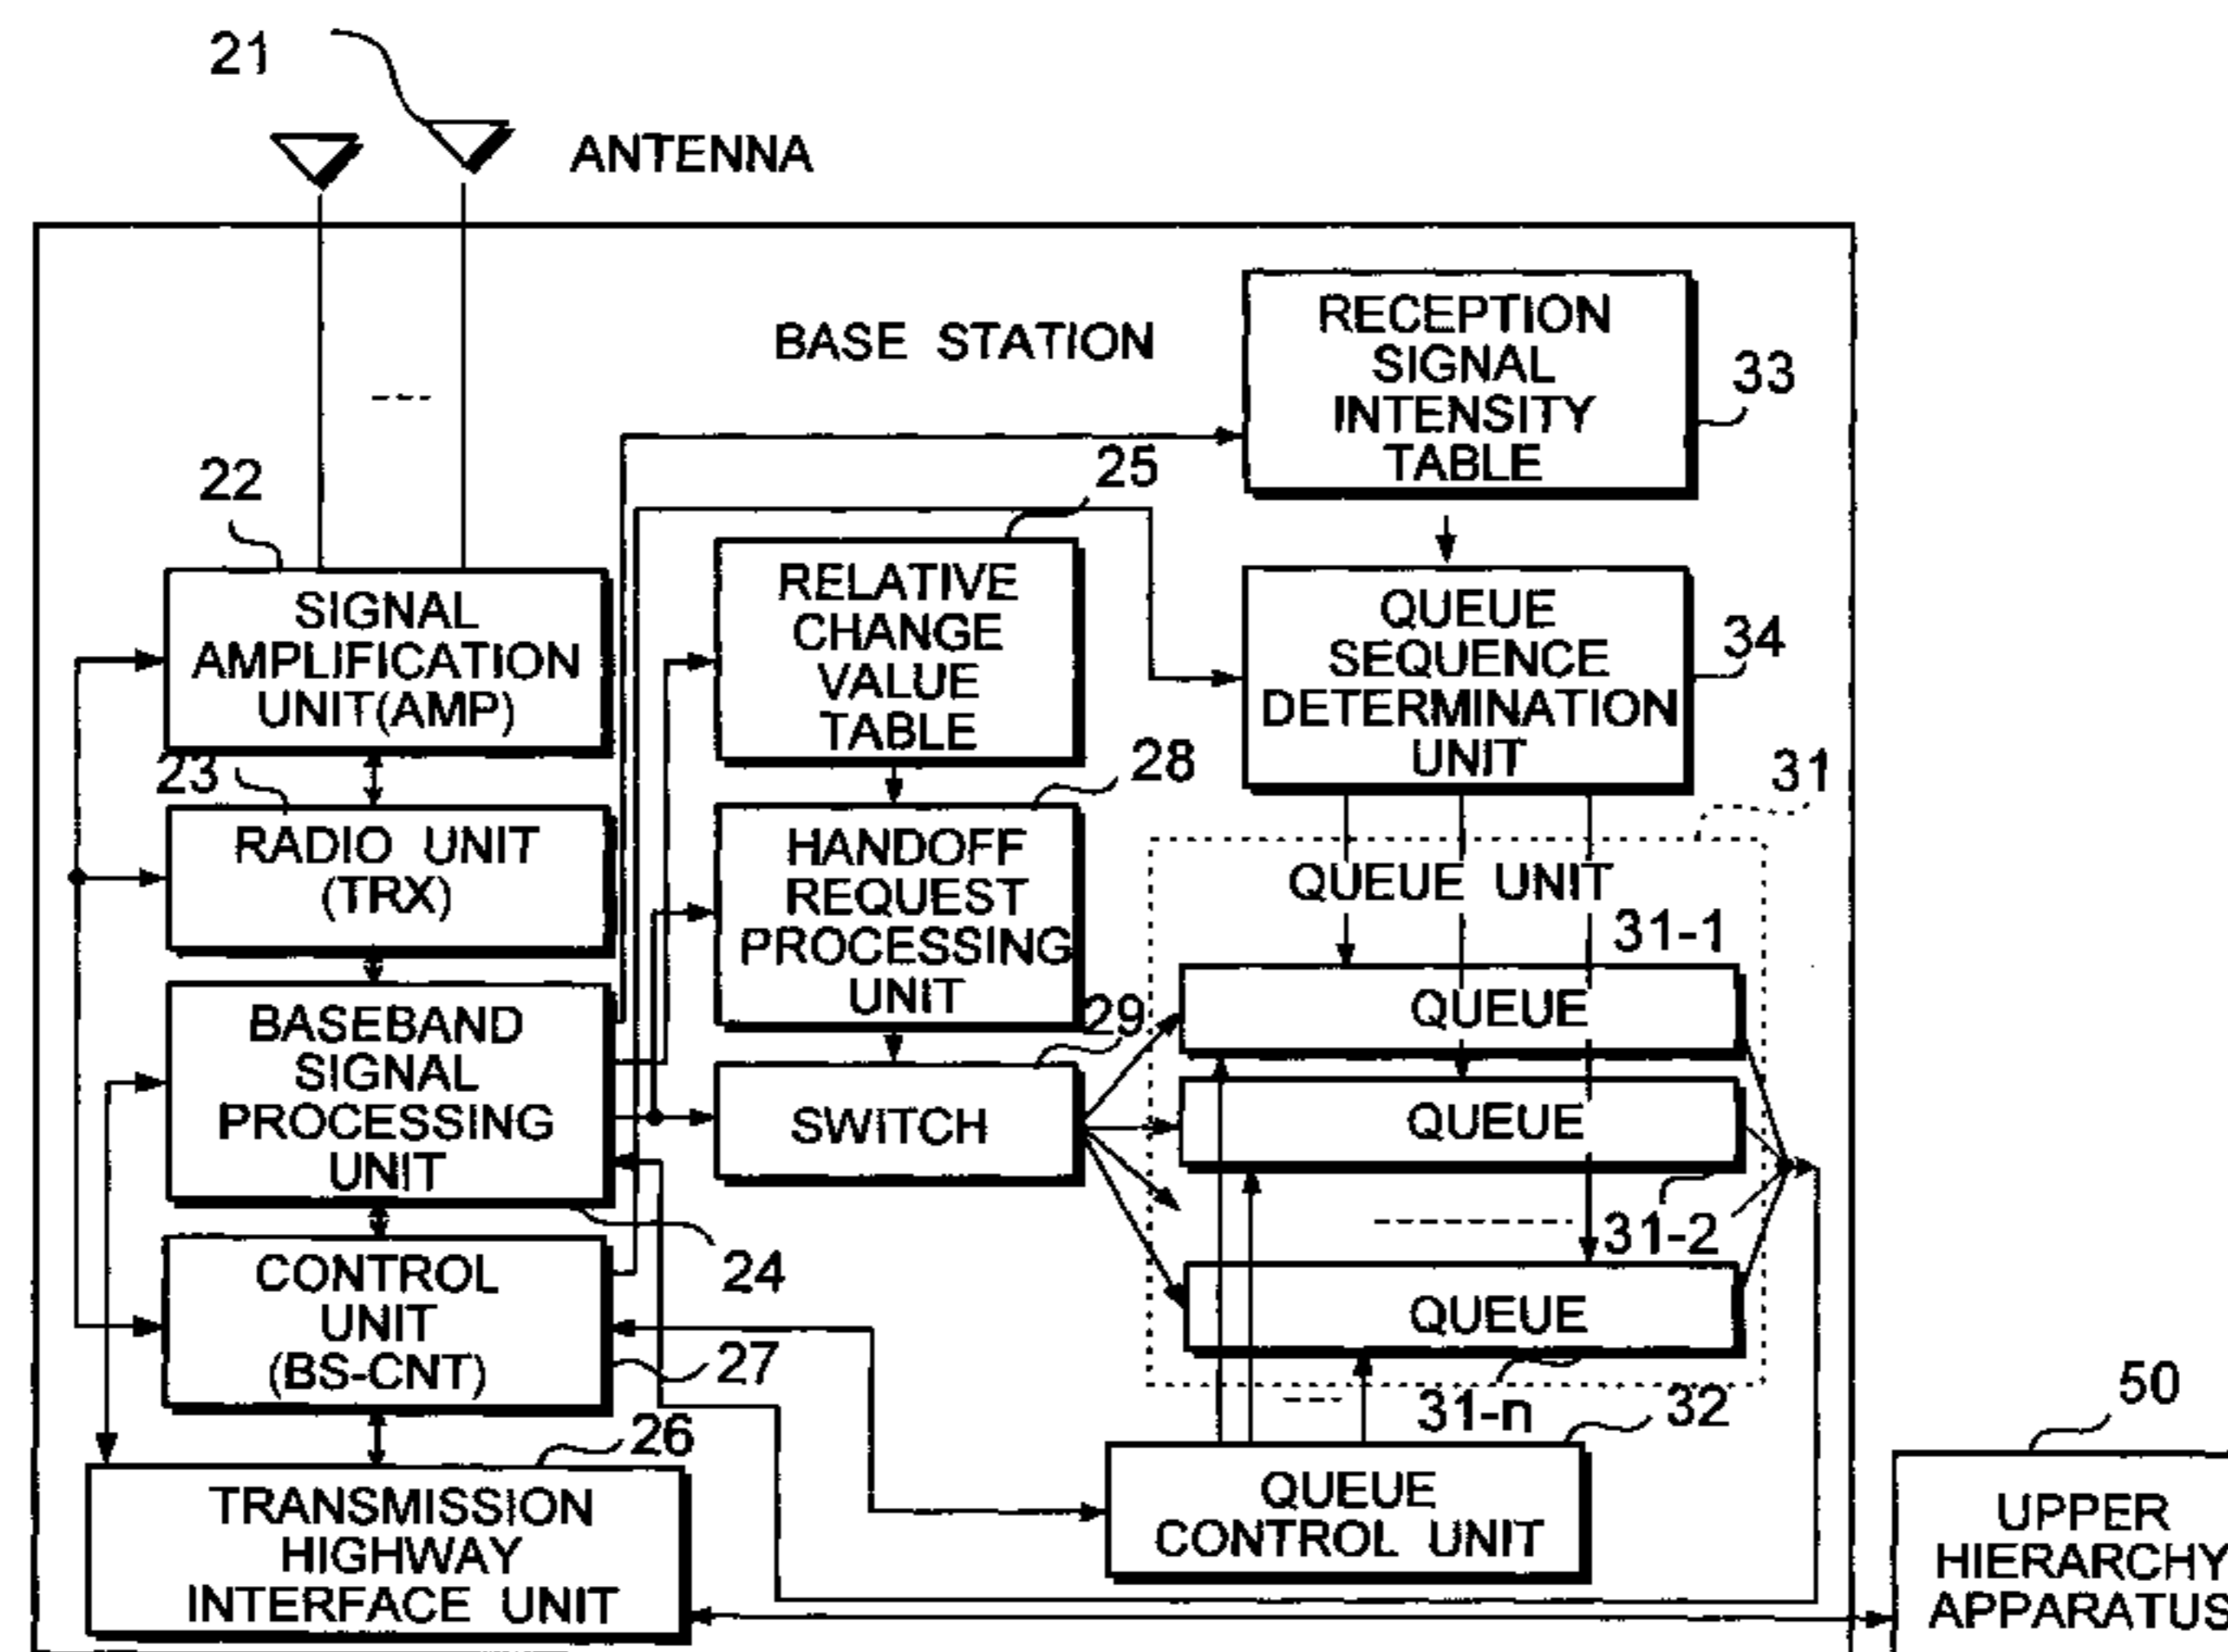 21
ANTENNA
BASE STATION
RECEPTION
SIGNAL
INTENSITY
TABLE
33
22
25
SIGNAL
AMPLIFICATION
UNIT(AMP)
RELATIVE
CHANGE
VALUE
TABLE
QUEUE
SEQUENCE
DETERMINATION
UNIT
34
23
28
31
RADIO UNIT
(TRX)
HANDOFF
REQUEST
PROCESSING
UNIT
QUEUE UNIT
31-1
BASEBAND
SIGNAL
PROCESSING
UNIT
29
QUEUE
SWITCH
QUEUE
31-2
24
CONTROL
UNIT
(BS-CNT)
QUEUE
27
31-n
32
50
26
TRANSMISSION
HIGHWAY
INTERFACE UNIT
QUEUE
CONTROL UNIT
UPPER
HIERARCHY
APPARATUS